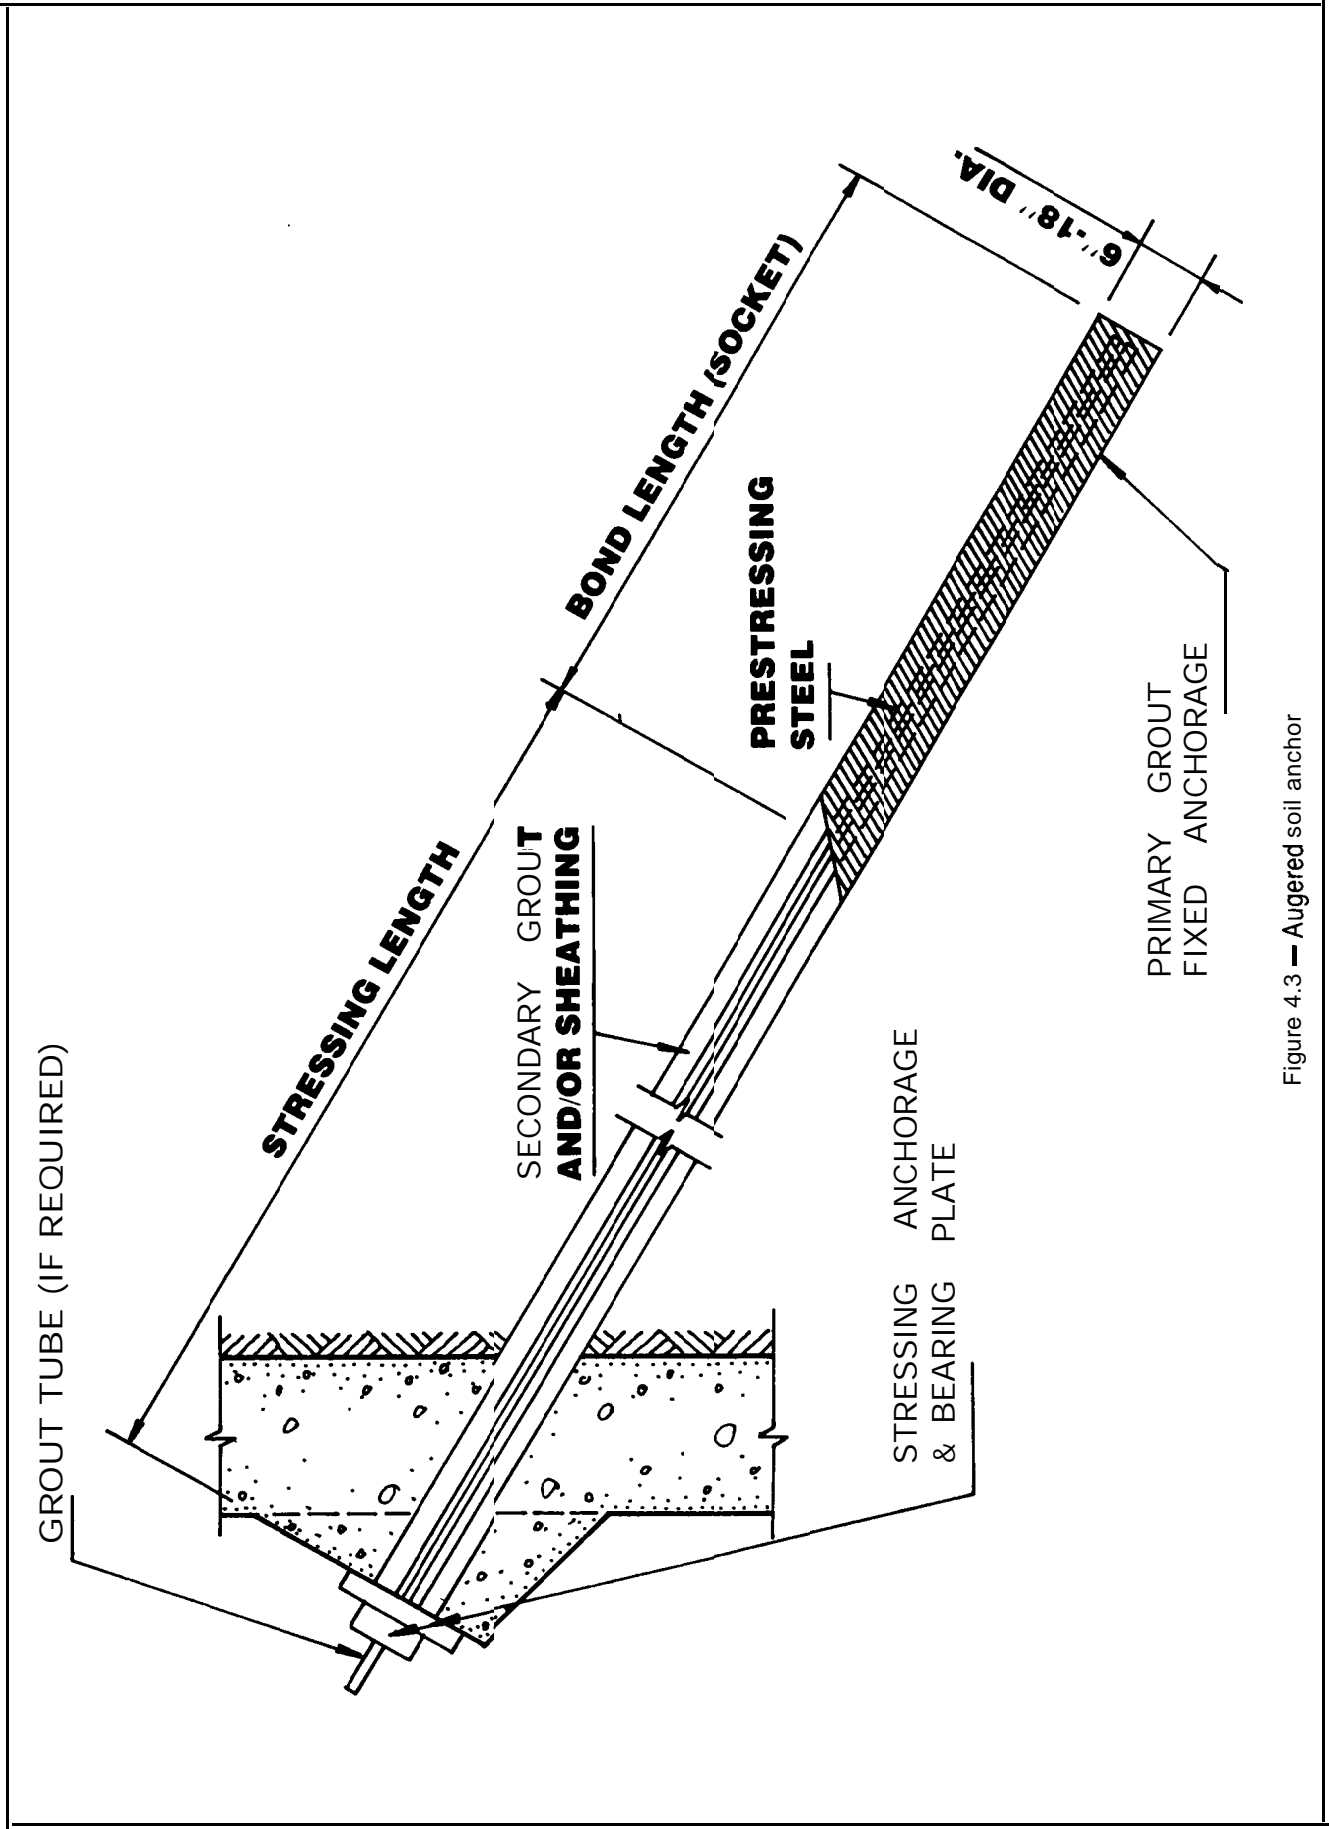 GROUT TUBE (IF REQUIRED)
STRESSING LENGTH
BOND LENGTH (SOCKET)
6"-18" DIA.
SECONDARY GROUT
AND/OR SHEATHING
PRESTRESSING
STEEL
STRESSING ANCHORAGE
& BEARING PLATE
PRIMARY GROUT
FIXED ANCHORAGE
Figure 4.3 — Augered soil anchor